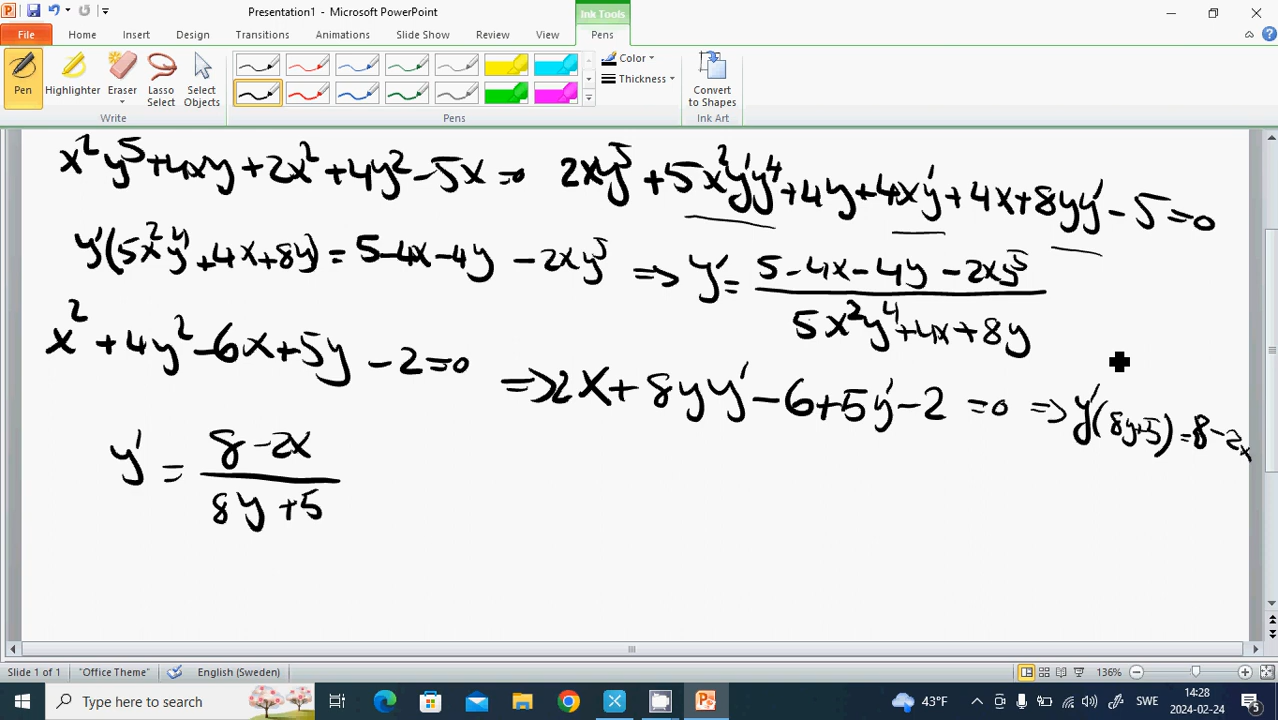 Presentation1 - Microsoft PowerPoint
Ink Tools
File Home Insert Design Transitions Animations Slide Show Review View Pens
Pen Highlighter Eraser Lasso Select Select Objects
Color
Thickness
Convert to Shapes
Write Pens Ink Art
x²y⁵+4xy+2x²+4y²-5x=0 2xy⁵+5x²y'y⁴+4y+4xy'+4x+8yy'-5=0
y'(5x²y⁴+4x+8y)=5-4x-4y-2xy⁵ => y'= (5-4x-4y-2xy⁵)/(5x²y⁴+4x+8y)
x²+4y²-6x+5y-2=0 =>2x+8yy'-6+5y'-2=0 => y'(8y+5)=8-2x
y' = (8-2x)/(8y+5)
Slide 1 of 1 "Office Theme" English (Sweden) 136%
Type here to search 43°F SWE 14:28
2024-02-24 5